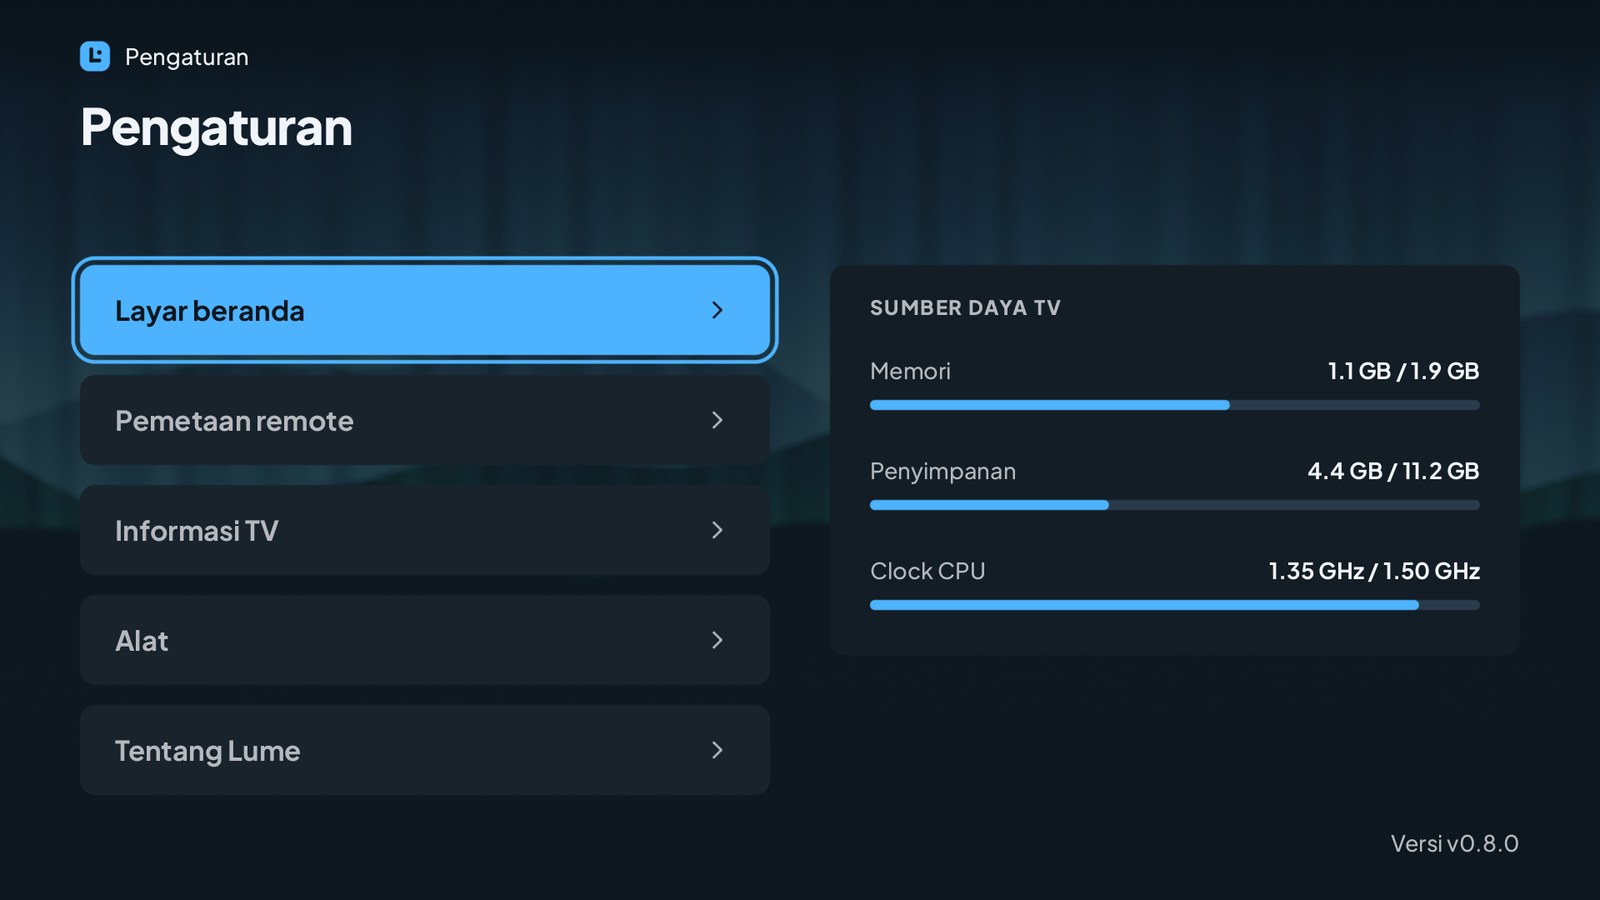 Pengaturan
Pengaturan
Layar beranda
Pemetaan remote
Informasi TV
Alat
Tentang Lume
SUMBER DAYA TV
Memori 1.1 GB / 1.9 GB
Penyimpanan 4.4 GB / 11.2 GB
Clock CPU 1.35 GHz / 1.50 GHz
Versi v0.8.0